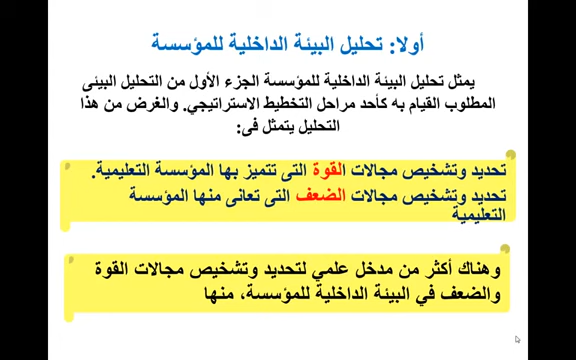 أولا: تحليل البيئة الداخلية للمؤسسة
يمثل تحليل البيئة الداخلية للمؤسسة الجزء الأول من التحليل البيئى
المطلوب القيام به كأحد مراحل التخطيط الاستراتيجي. والغرض من هذا
التحليل يتمثل فى:
تحديد وتشخيص مجالات القوة التى تتميز بها المؤسسة التعليمية.
تحديد وتشخيص مجالات الضعف التى تعانى منها المؤسسة
التعليمية
وهناك أكثر من مدخل علمي لتحديد وتشخيص مجالات القوة
والضعف في البيئة الداخلية للمؤسسة، منها